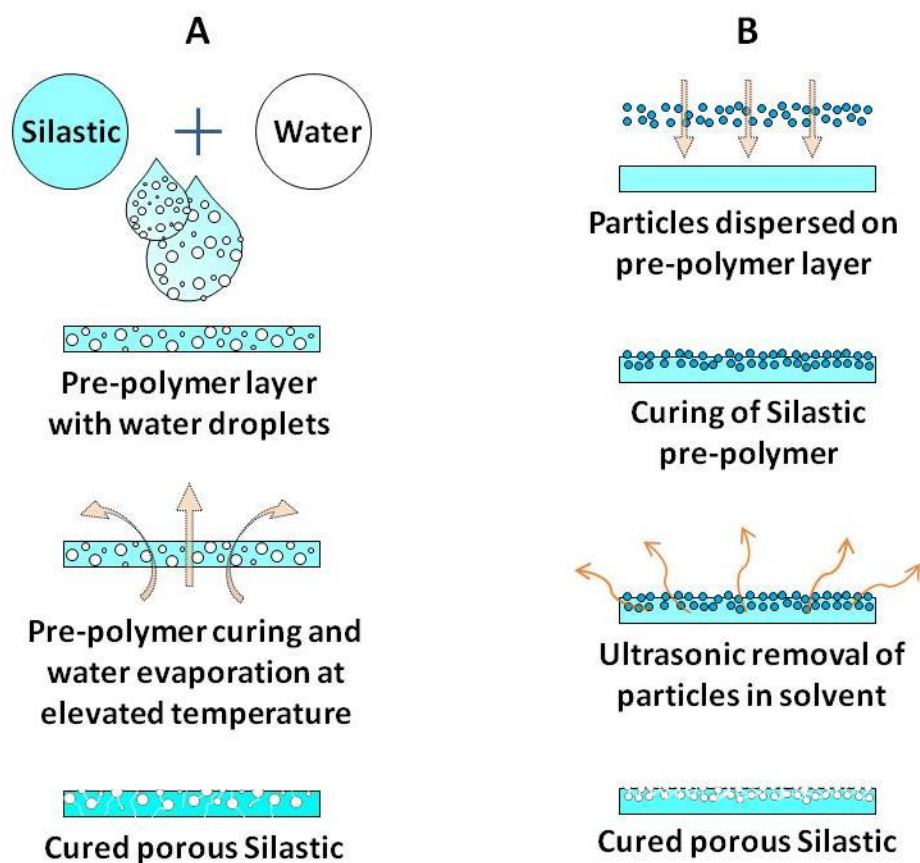 A
Silastic
+
Water
Pre-polymer layer
with water droplets
Pre-polymer curing and
water evaporation at
elevated temperature
Cured porous Silastic
B
Particles dispersed on
pre-polymer layer
Curing of Silastic
pre-polymer
Ultrasonic removal of
particles in solvent
Cured porous Silastic